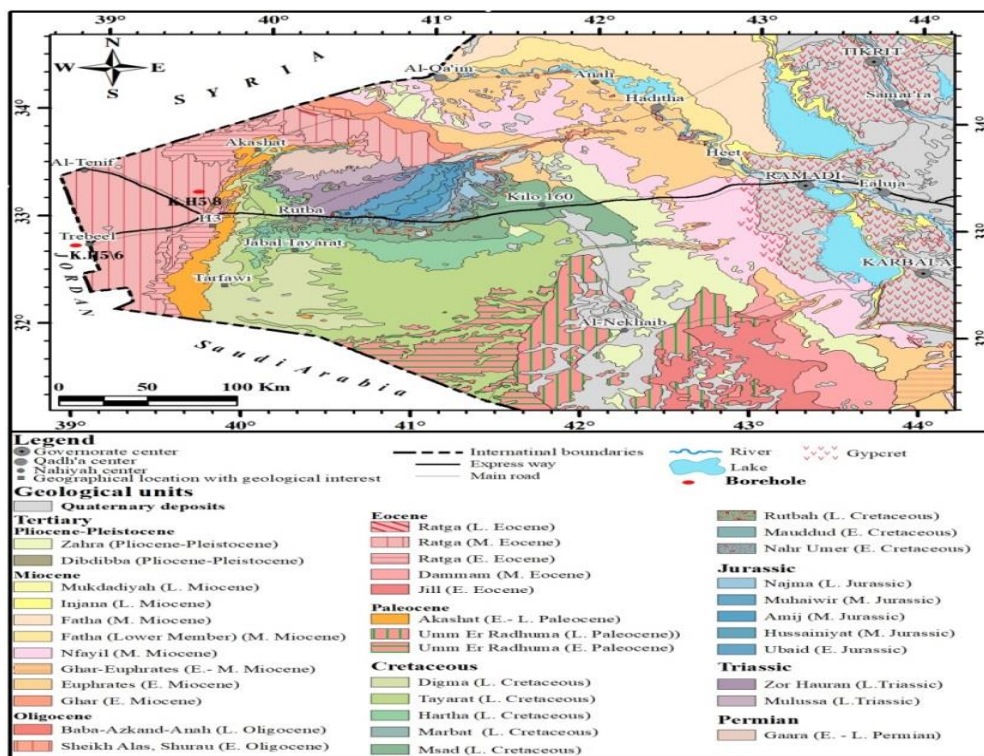 39° 40° 41° 42° 43° 44°
N
W E
S
S Y R I A
Al-Qa'im
Anah
Haditha
TIKRIT
Samarra
34°
Akashat
Al-Tenif
Heet
RAMADI
K.H5\8
H3
33°
Rutba
Kilo 160
Trebeel
K.H5\6
Jabal Tayarat
JORDAN
Tarfawi
KARBALA
32°
Al-Nekhaib
Saudi Arabia
0 50 100 Km
39° 40° 41° 42° 43° 44°
Legend
Governorate center
Qadh'a center
Nahiyah center
Geographical location with geological interest
Internatinal boundaries
Express way
Main road
River
Lake
Borehole
Gypcret
Geological units
Quaternary deposits
Tertiary
Pliocene-Pleistocene
Zahra (Pliocene-Pleistocene)
Dibdibba (Pliocene-Pleistocene)
Miocene
Mukdadiyah (L. Miocene)
Injana (L. Miocene)
Fatha (M. Miocene)
Fatha (Lower Member) (M. Miocene)
Nfayil (M. Miocene)
Ghar-Euphrates (E.- M. Miocene)
Euphrates (E. Miocene)
Ghar (E. Miocene)
Oligocene
Baba-Azkand-Anah (L. Oligocene)
Sheikh Alas, Shurau (E. Oligocene)
Eocene
Ratga (L. Eocene)
Ratga (M. Eocene)
Ratga (E. Eocene)
Dammam (M. Eocene)
Jill (E. Eocene)
Paleocene
Akashat (E.- L. Paleocene)
Umm Er Radhuma (L. Paleocene))
Umm Er Radhuma (E. Paleocene)
Cretaceous
Digma (L. Cretaceous)
Tayarat (L. Cretaceous)
Hartha (L. Cretaceous)
Marbat (L. Cretaceous)
Msad (L. Cretaceous)
Rutbah (L. Cretaceous)
Mauddud (E. Cretaceous)
Nahr Umer (E. Cretaceous)
Jurassic
Najma (L. Jurassic)
Muhaiwir (M. Jurassic)
Amij (M. Jurassic)
Hussainiyat (M. Jurassic)
Ubaid (E. Jurassic)
Triassic
Zor Hauran (L.Triassic)
Mulussa (L.Triassic)
Permian
Gaara (E. - L. Permian)